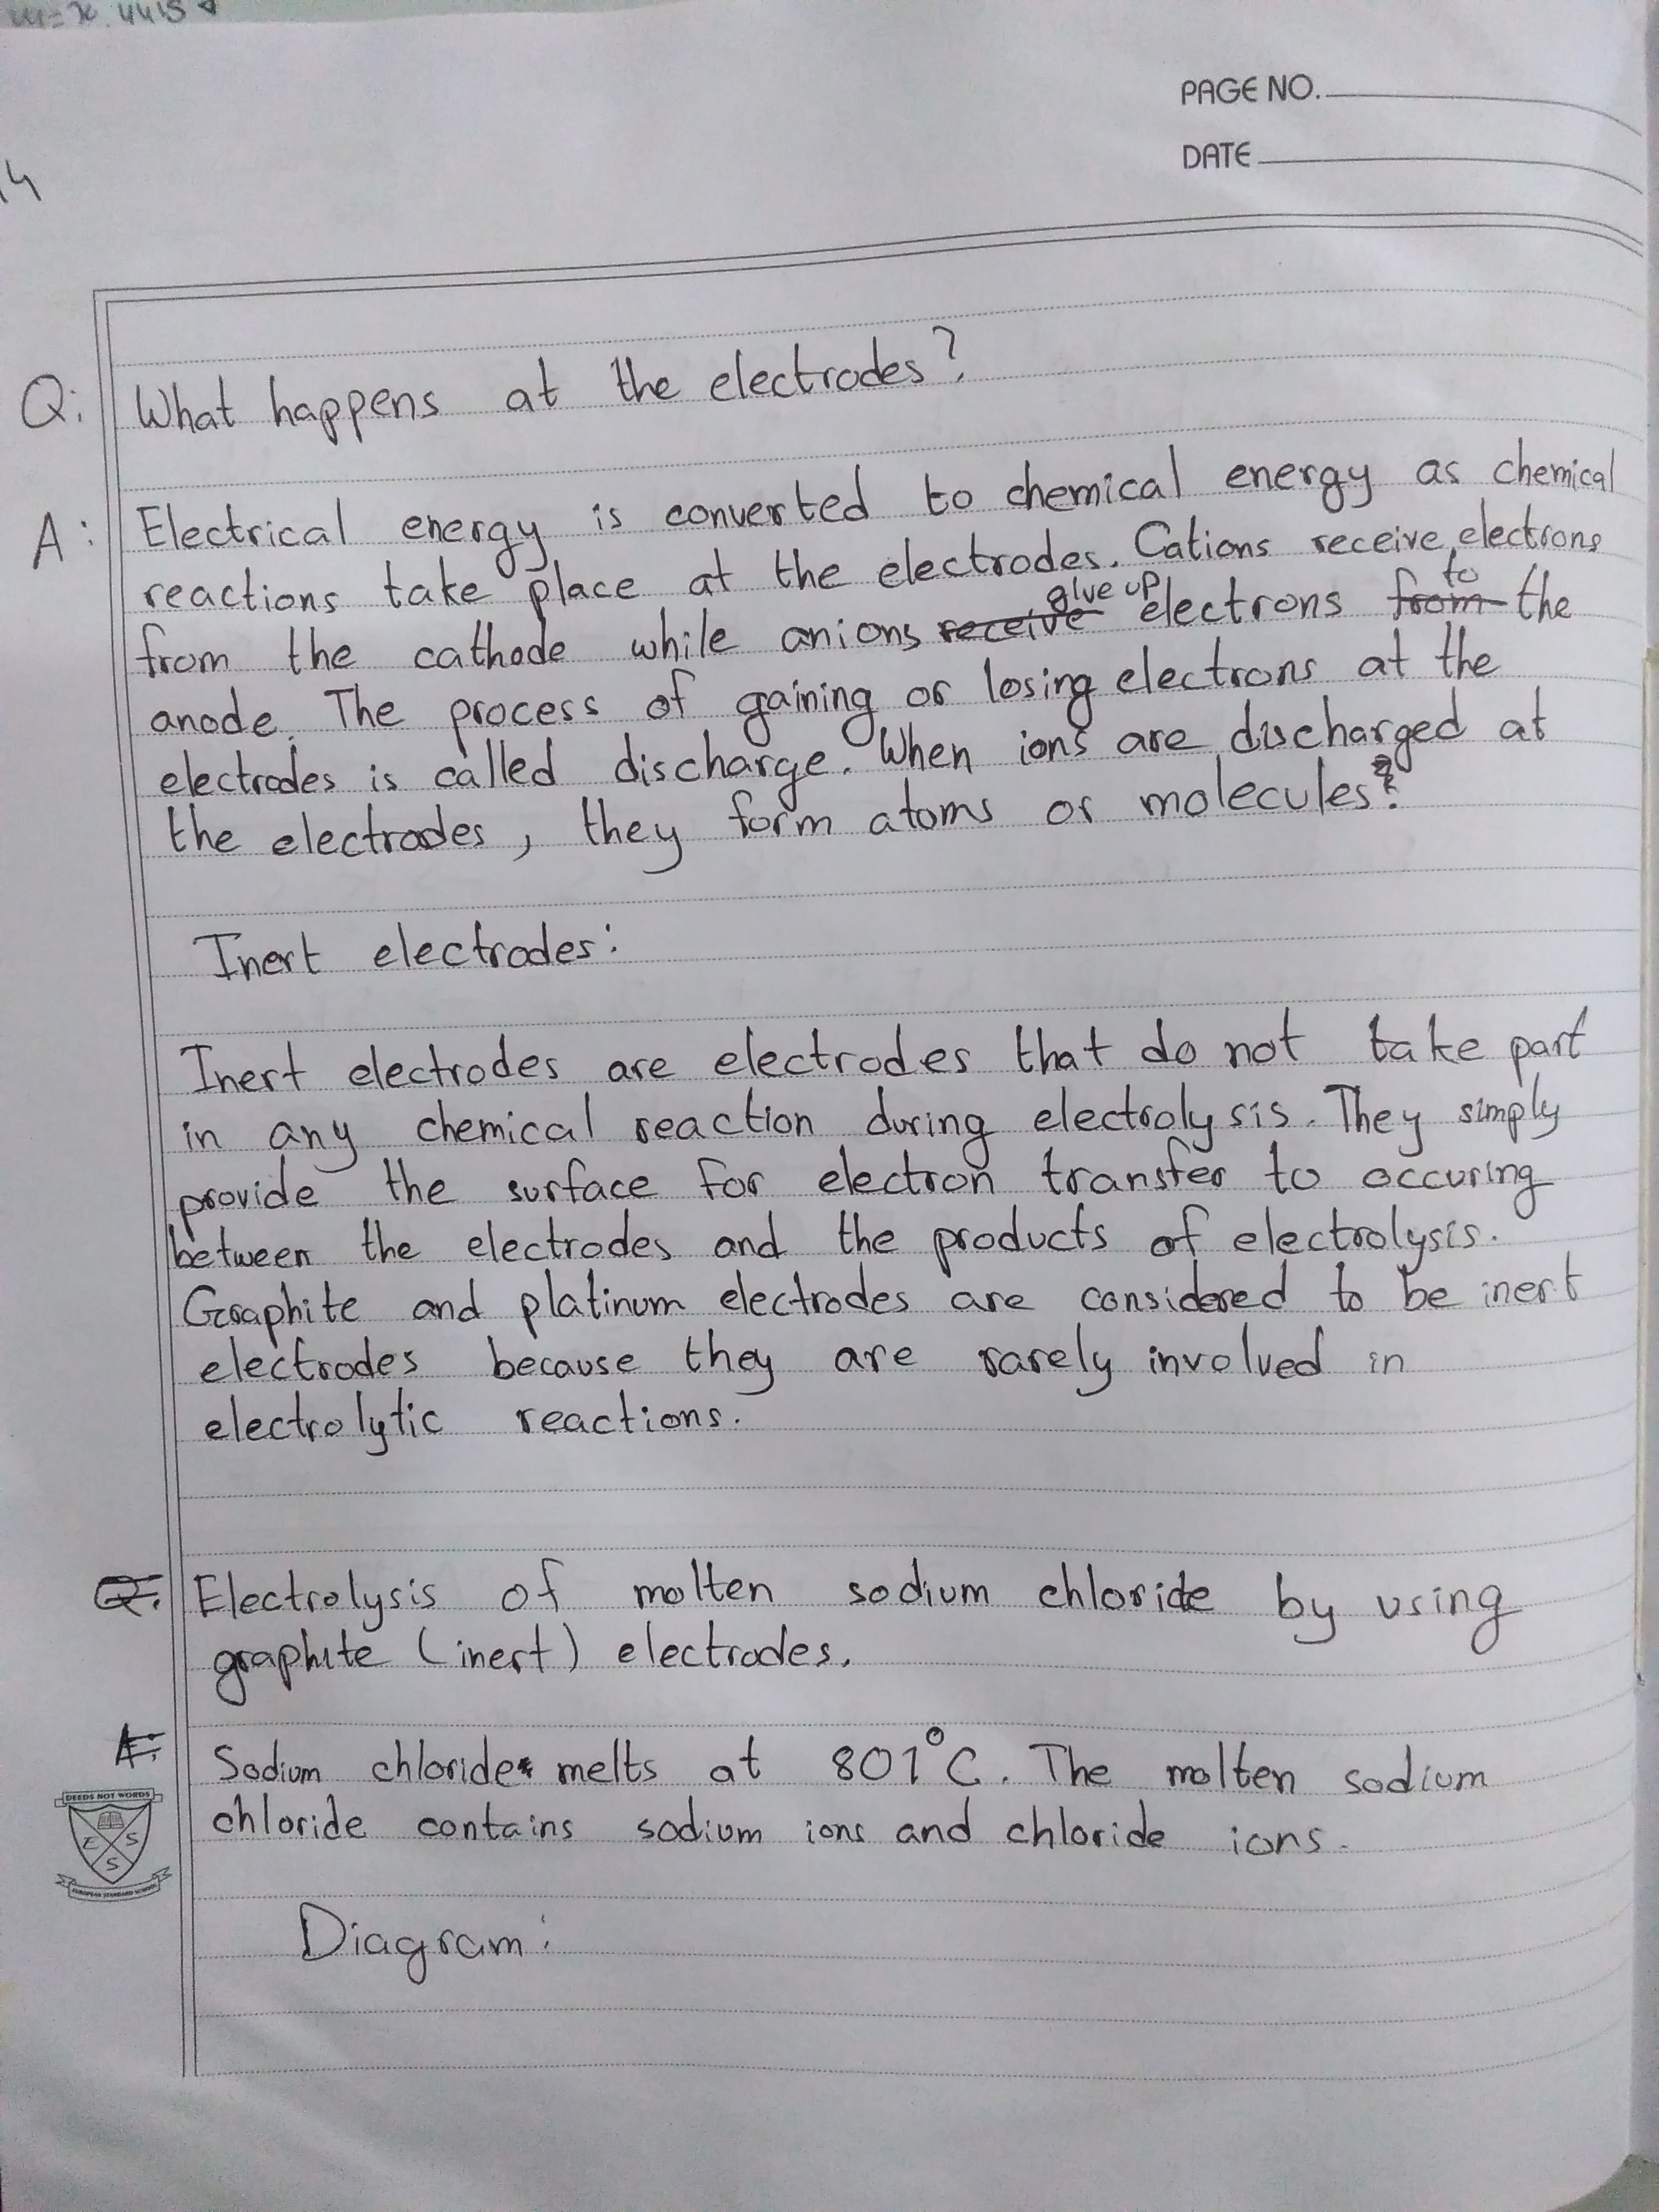 PAGE NO.
DATE
Q: What happens at the electrodes?
A: Electrical energy is converted to chemical energy as chemical
reactions take place at the electrodes. Cations receive electrons
from the cathode while anions receive give up electrons from to the
anode. The process of gaining or losing electrons at the
electrodes is called discharge. When ions are discharged at
the electrodes, they form atoms or molecules.
Inert electrodes:
Inert electrodes are electrodes that do not take part
in any chemical reaction during electrolysis. They simply
provide the surface for electron transfer to occuring
between the electrodes and the products of electrolysis.
Graphite and platinum electrodes are considered to be inert
electrodes because they are rarely involved in
electrolytic reactions.
Q: Electrolysis of molten sodium chloride by using
graphite (inert) electrodes.
A: Sodium chloride melts at 801°C. The molten sodium
chloride contains sodium ions and chloride ions.
DEEDS NOT WORDS
E S S
EUROPEAN STANDARD SCHOOL
Diagram: